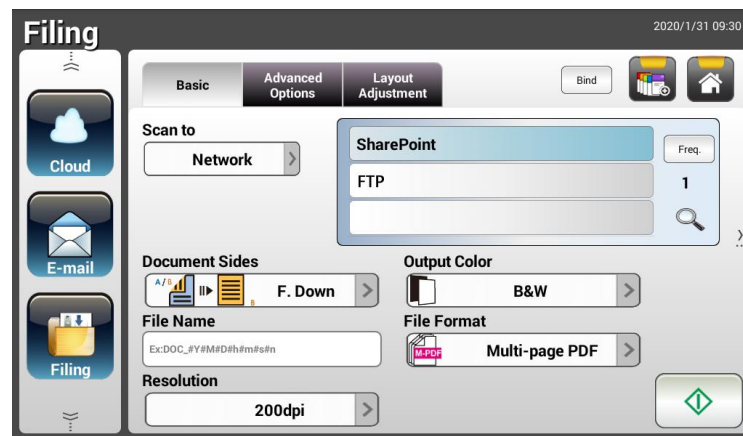 Filing
2020/1/31 09:30
Basic
Advanced
Options
Layout
Adjustment
Bind
Cloud
Scan to
Network
SharePoint
FTP
Freq.
1
E-mail
Document Sides
A/B
B
F. Down
Output Color
B&W
File Name
Ex:DOC_#Y#M#D#h#m#s#n
File Format
M-PDF
Multi-page PDF
Filing
Resolution
200dpi